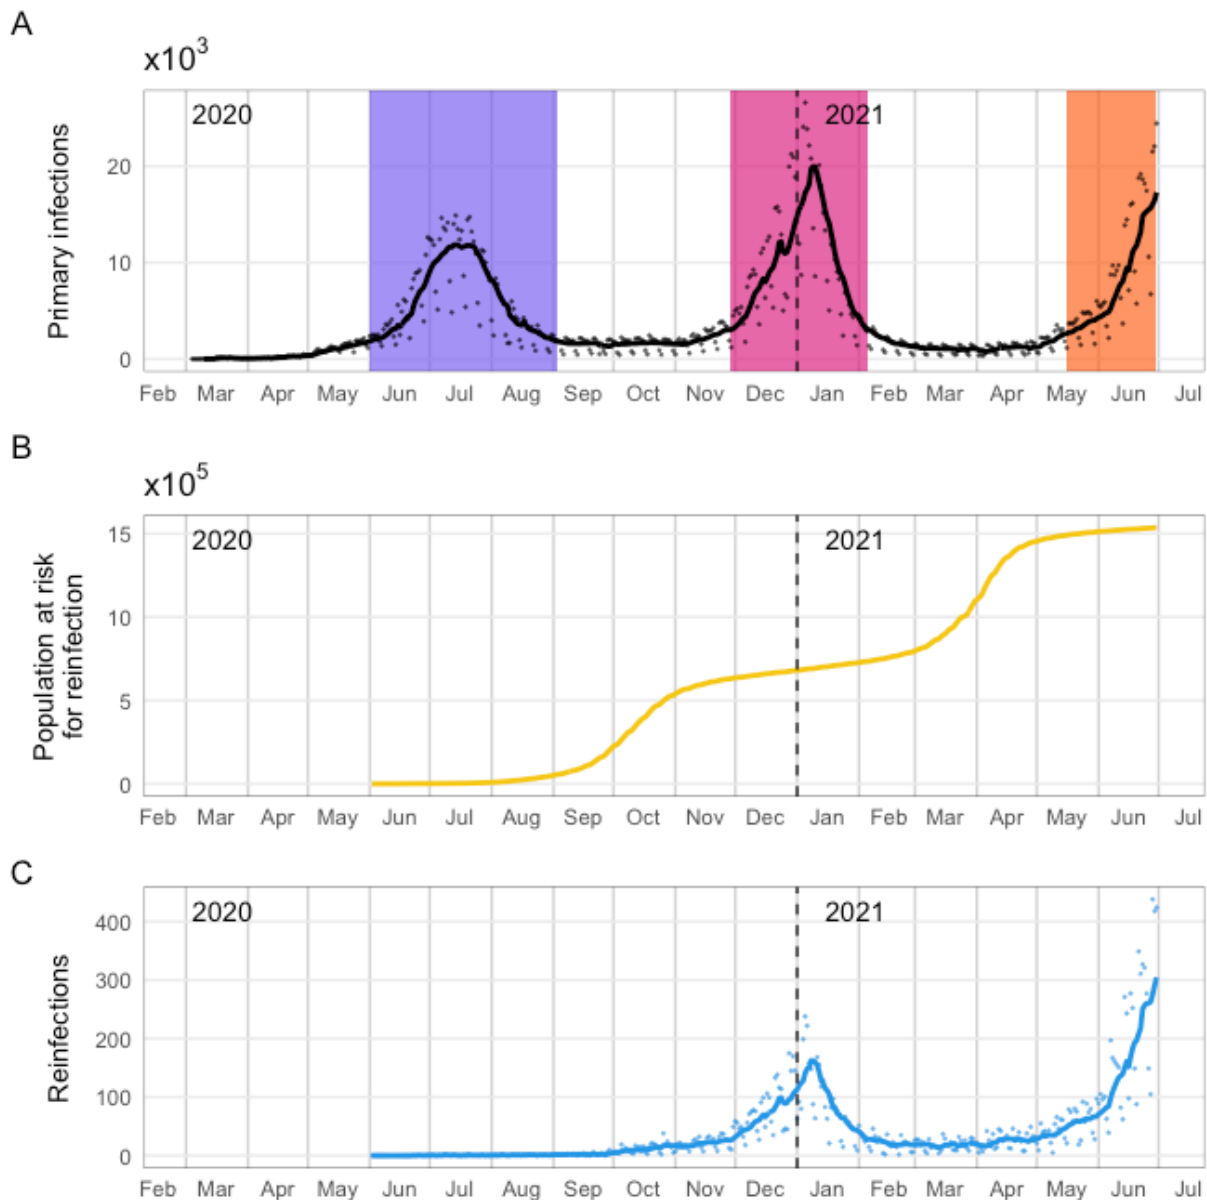 A
x10³
Primary infections
2020
2021
20
10
0
Feb Mar Apr May Jun Jul Aug Sep Oct Nov Dec Jan Feb Mar Apr May Jun Jul
B
x10⁵
Population at risk
for reinfection
2020
2021
15
10
5
0
Feb Mar Apr May Jun Jul Aug Sep Oct Nov Dec Jan Feb Mar Apr May Jun Jul
C
Reinfections
2020
2021
400
300
200
100
0
Feb Mar Apr May Jun Jul Aug Sep Oct Nov Dec Jan Feb Mar Apr May Jun Jul